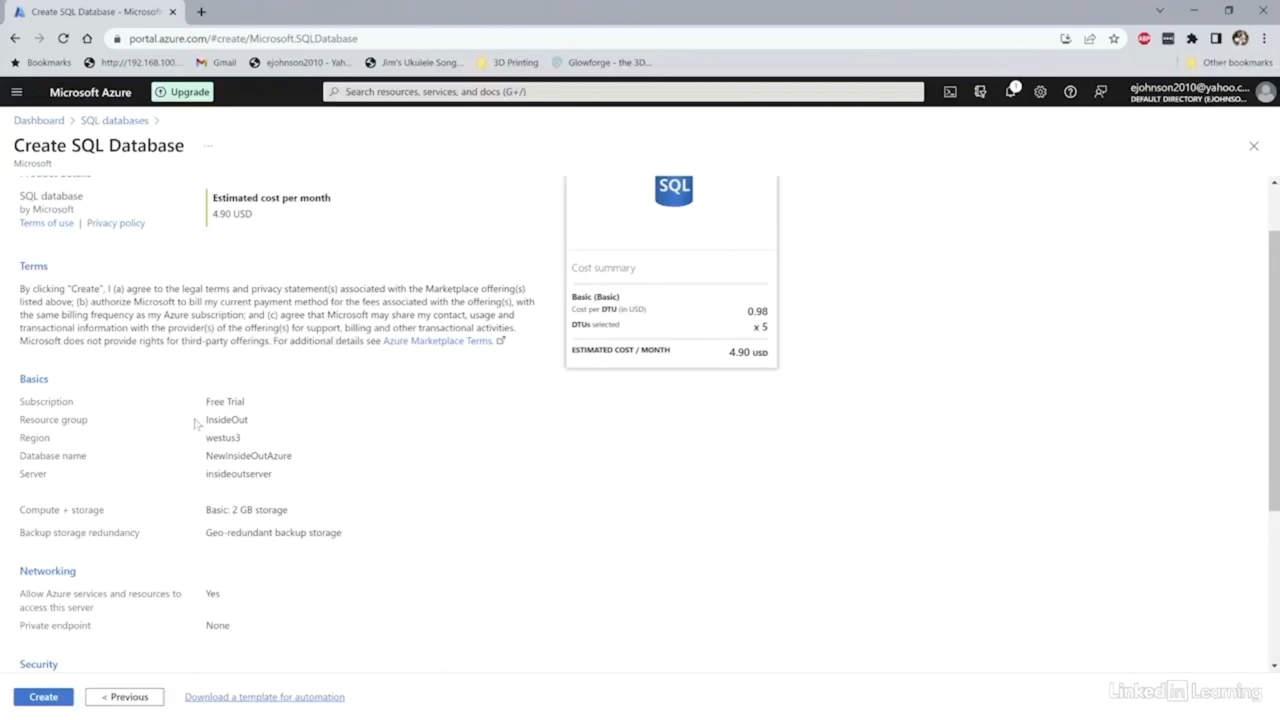 Create SQL Database - Microsoft
portal.azure.com/#create/Microsoft.SQLDatabase
Bookmarks
http://192.168.100...
Gmail
ejohnson2010 - Yah...
Jim's Ukulele Song...
3D Printing
Glowforge - the 3D...
Other bookmarks
Microsoft Azure
Upgrade
Search resources, services, and docs (G+/)
1
ejohnson2010@yahoo.c...
DEFAULT DIRECTORY (EJOHNSO...
Dashboard > SQL databases >
Create SQL Database ...
Microsoft
Product details
SQL database
by Microsoft
Terms of use | Privacy policy
Estimated cost per month
4.90 USD
SQL
Cost summary
Basic (Basic)
Cost per DTU (in USD) 0.98
DTUs selected x 5
ESTIMATED COST / MONTH 4.90 USD
Terms
By clicking "Create", I (a) agree to the legal terms and privacy statement(s) associated with the Marketplace offering(s)
listed above; (b) authorize Microsoft to bill my current payment method for the fees associated with the offering(s), with
the same billing frequency as my Azure subscription; and (c) agree that Microsoft may share my contact, usage and
transactional information with the provider(s) of the offering(s) for support, billing and other transactional activities.
Microsoft does not provide rights for third-party offerings. For additional details see Azure Marketplace Terms.
Basics
Subscription Free Trial
Resource group InsideOut
Region westus3
Database name NewInsideOutAzure
Server insideoutserver
Compute + storage Basic: 2 GB storage
Backup storage redundancy Geo-redundant backup storage
Networking
Allow Azure services and resources to Yes
access this server
Private endpoint None
Security
Create
< Previous
Download a template for automation
LinkedIn Learning